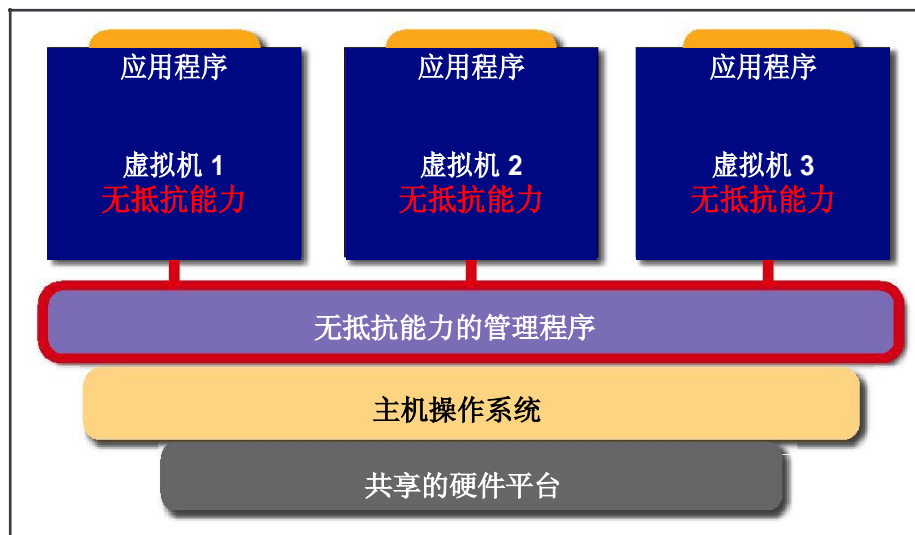 应用程序
虚拟机 1
无抵抗能力
应用程序
虚拟机 2
无抵抗能力
应用程序
虚拟机 3
无抵抗能力
无抵抗能力的管理程序
主机操作系统
共享的硬件平台